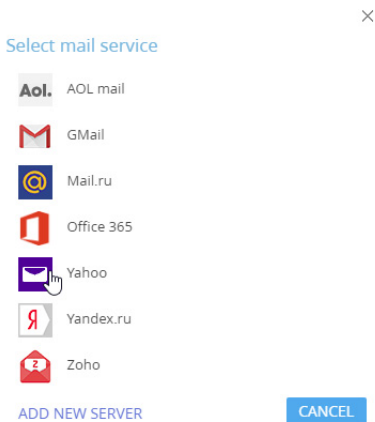 Select mail service
Aol. AOL mail
GMail
@ Mail.ru
Office 365
Yahoo
Я Yandex.ru
Z Zoho
ADD NEW SERVER CANCEL